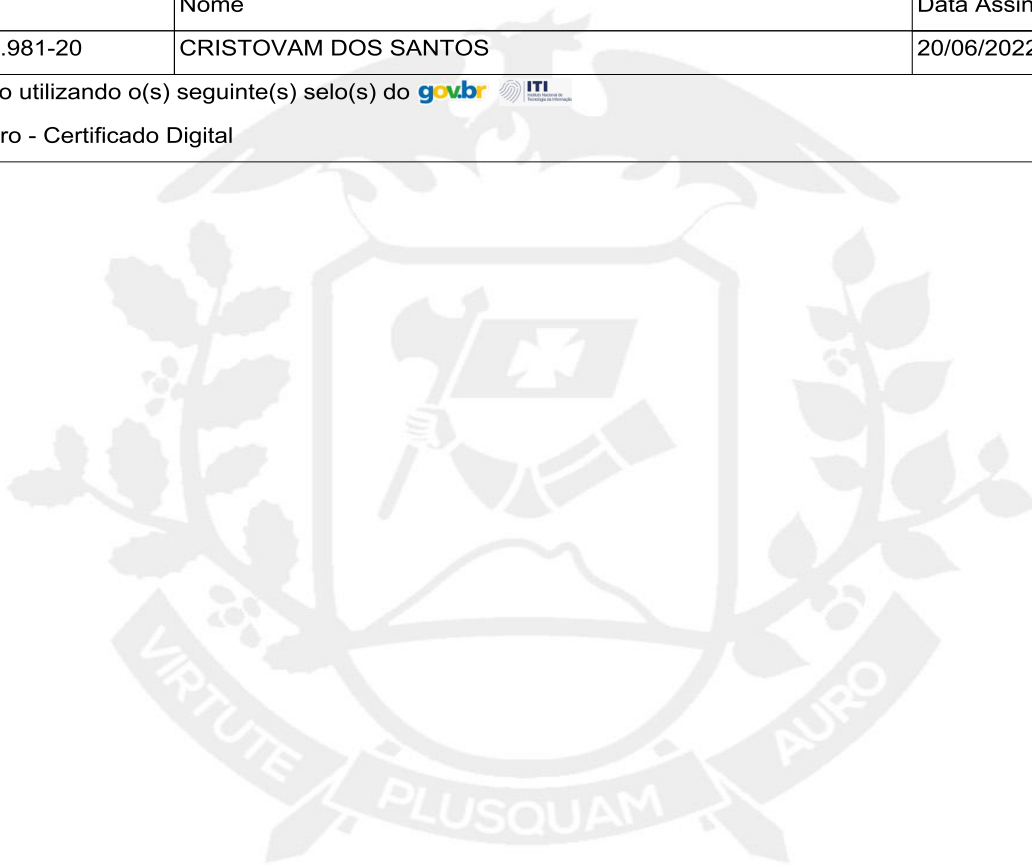 Nome Data Assin
.981-20 CRISTOVAM DOS SANTOS 20/06/2022
o utilizando o(s) seguinte(s) selo(s) do gov.br ITI
ro - Certificado Digital
VIRTUTE PLUSQUAM AURO